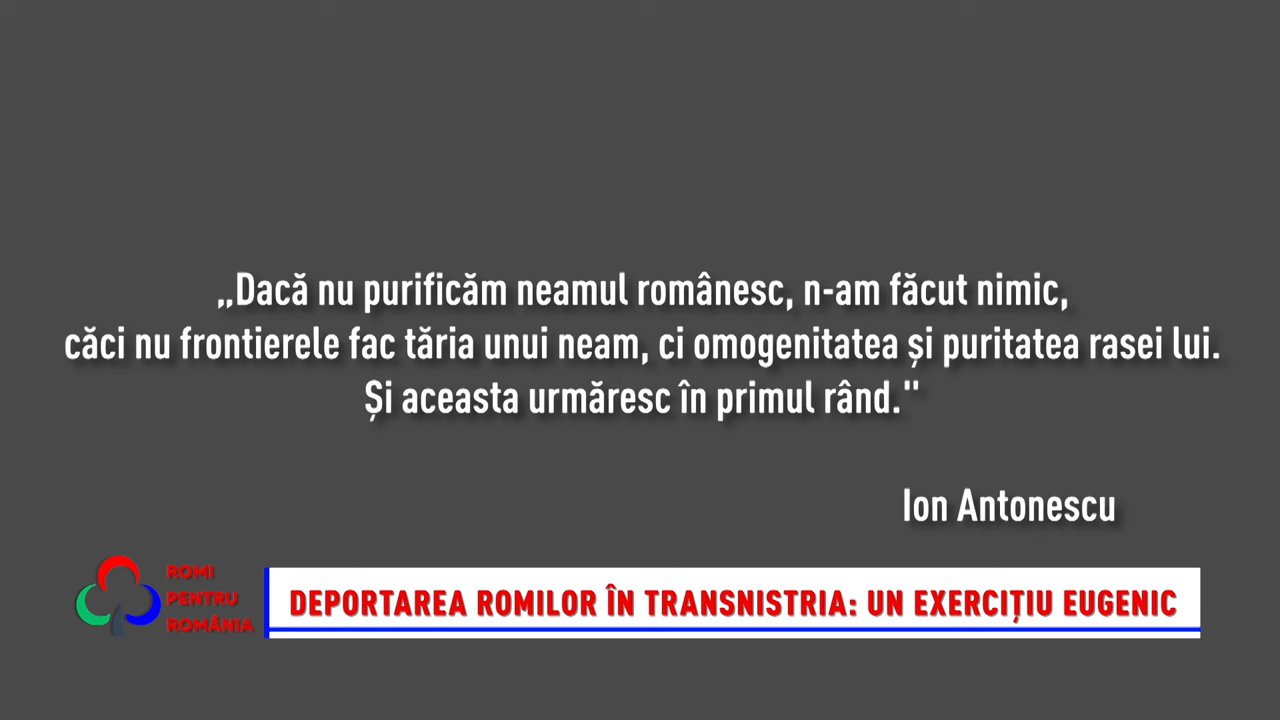 „Dacă nu purificăm neamul românesc, n-am făcut nimic,
căci nu frontierele fac tăria unui neam, ci omogenitatea și puritatea rasei lui.
Și aceasta urmăresc în primul rând."
Ion Antonescu
ROMI
PENTRU
ROMÂNIA
DEPORTAREA ROMILOR ÎN TRANSNISTRIA: UN EXERCIȚIU EUGENIC